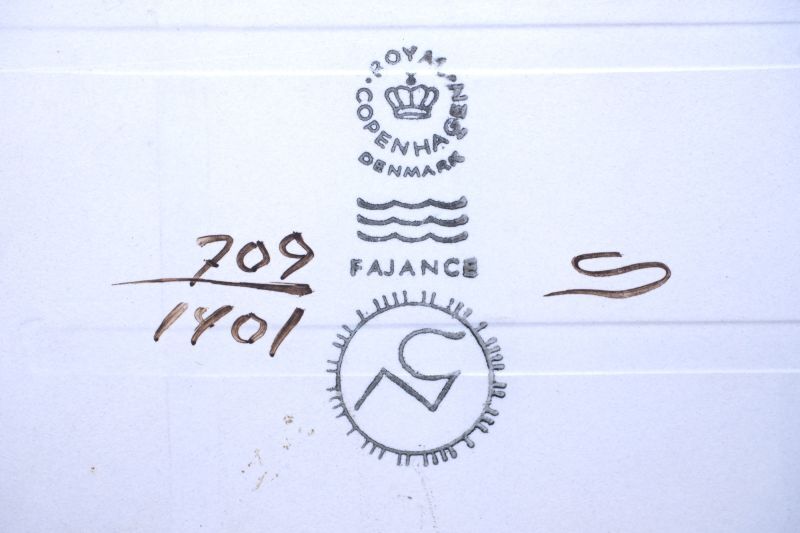 ROYAL COPENHAGEN
DENMARK
FAJANCE
709
1401